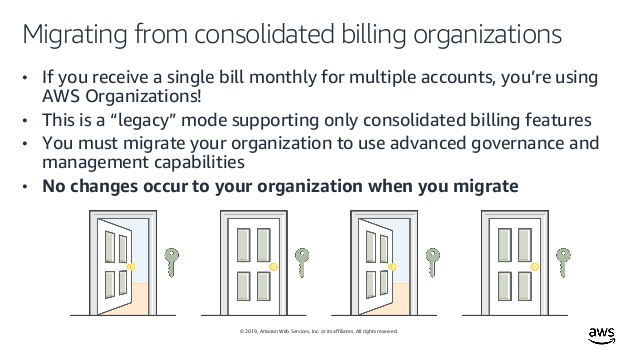 Migrating from consolidated billing organizations
• If you receive a single bill monthly for multiple accounts, you’re using
AWS Organizations!
• This is a “legacy” mode supporting only consolidated billing features
• You must migrate your organization to use advanced governance and
management capabilities
• No changes occur to your organization when you migrate
© 2019, Amazon Web Services, Inc. or its affiliates. All rights reserved.
aws